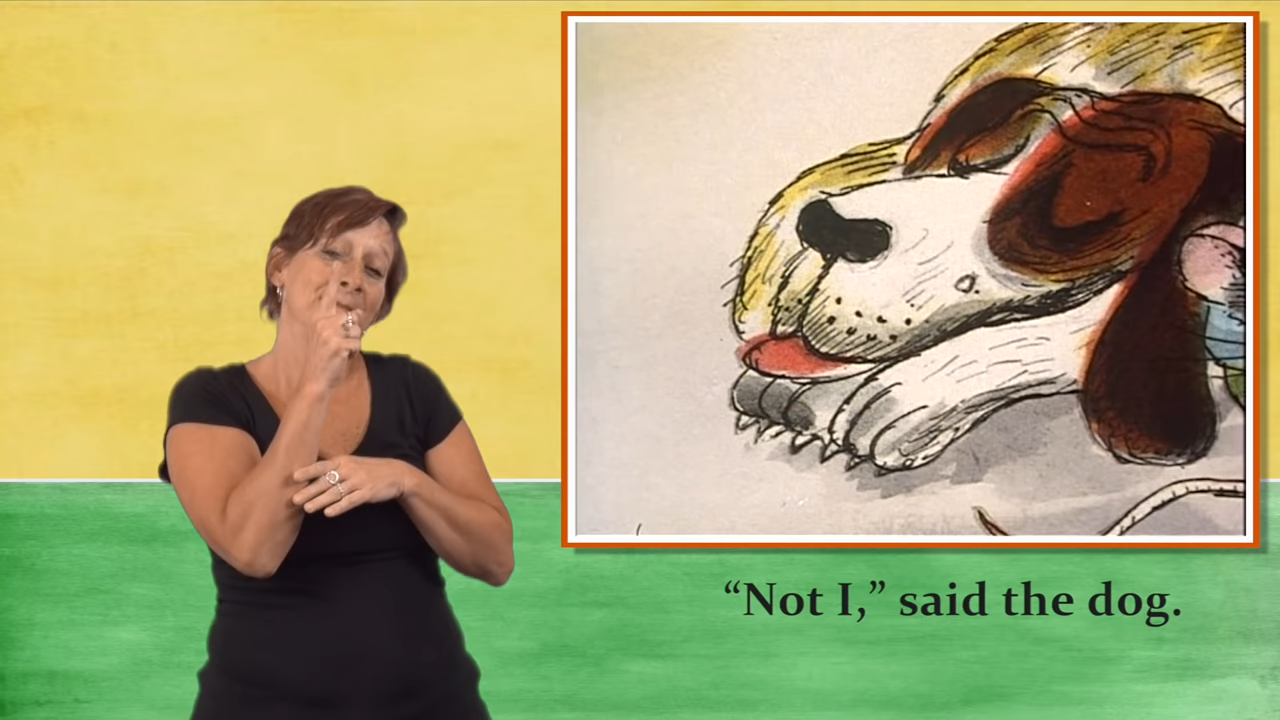 “Not I,” said the dog.